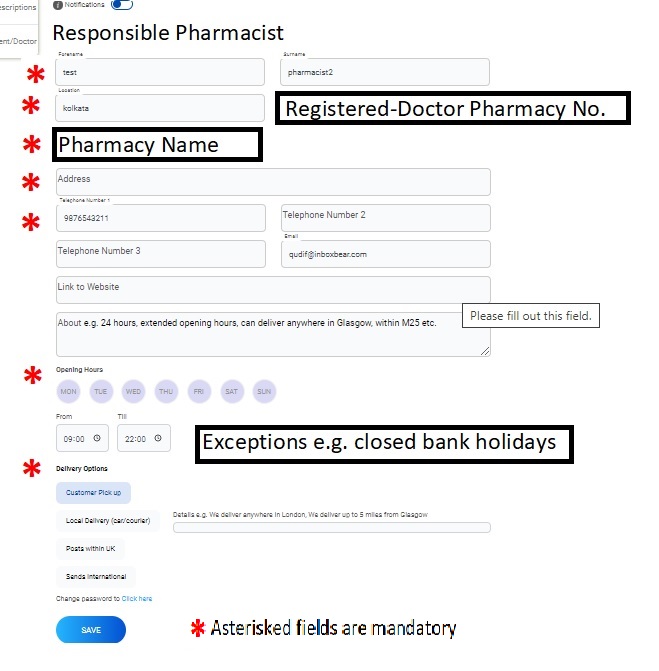 escriptions
Notifications
ent/Doctor
Responsible Pharmacist
Forename
Surname
* test
pharmacist2
Location
* kolkata
Registered-Doctor Pharmacy No.
* Pharmacy Name
* Address
Telephone Number 1
* 9876543211
Telephone Number 2
Telephone Number 3
Email
qudif@inboxbear.com
Link to Website
Please fill out this field.
About e.g. 24 hours, extended opening hours, can deliver anywhere in Glasgow, within M25 etc.
* Opening Hours
MON TUE WED THU FRI SAT SUN
From Till
09:00 22:00
Exceptions e.g. closed bank holidays
* Delivery Options
Customer Pick up
Local Delivery (car/courier)
Details e.g. We deliver anywhere in London, We deliver up to 5 miles from Glasgow
Posts within UK
Sends International
Change password to Click here
SAVE
* Asterisked fields are mandatory